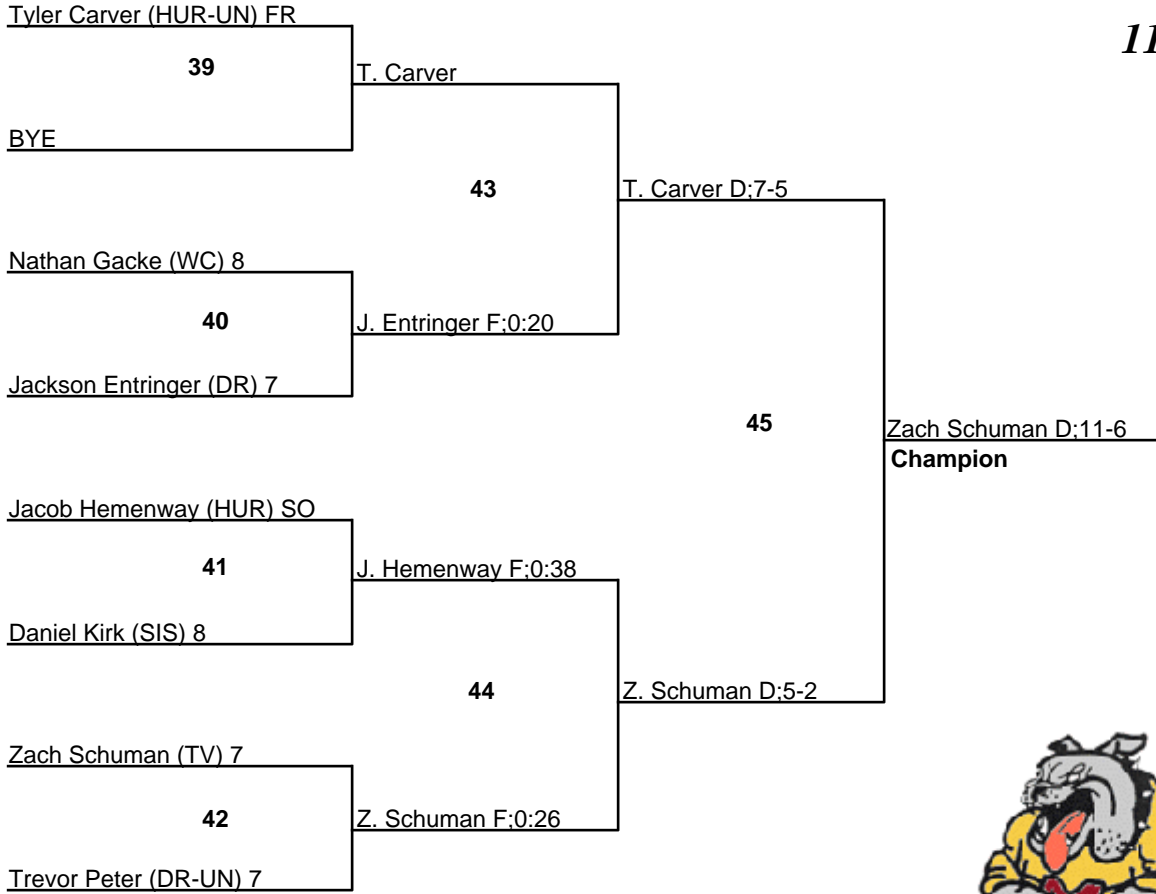 Tyler Carver (HUR-UN) FR
11
39
T. Carver
BYE
43
T. Carver D;7-5
Nathan Gacke (WC) 8
40
J. Entringer F;0:20
Jackson Entringer (DR) 7
45
Zach Schuman D;11-6
Champion
Jacob Hemenway (HUR) SO
41
J. Hemenway F;0:38
Daniel Kirk (SIS) 8
44
Z. Schuman D;5-2
Zach Schuman (TV) 7
42
Z. Schuman F;0:26
Trevor Peter (DR-UN) 7